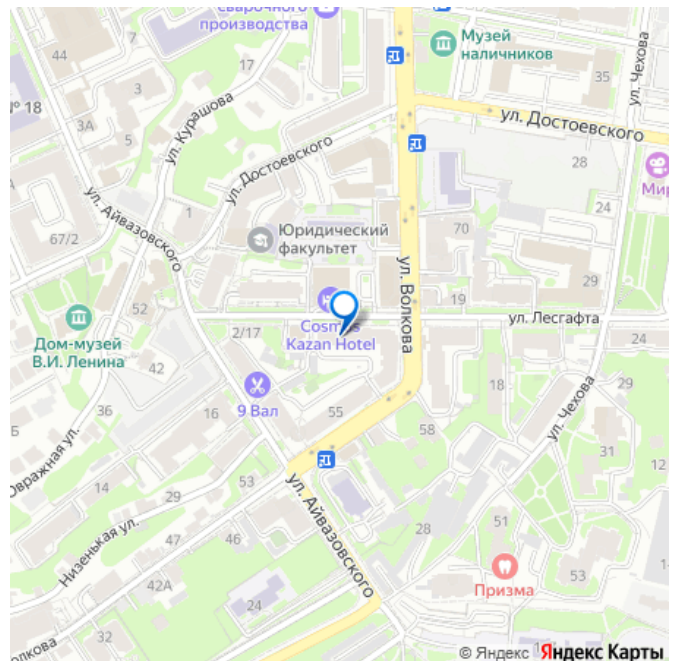 сварочного
производства
44
Музей
наличников
ул. Чехова
17
3
35
№ 18
ул. Курашова
3А
ул. Достоевского
ул. Достоевского
28
Мир
ул. Айвазовского
1
24
Юридический
факультет
70
67/2
ул. Волкова
29
52
19
ул. Лесгафта
Дом-музей
В.И. Ленина
2/17
Cosmos
Kazan Hotel
24
29
42
18
ул. Чехова
9 Вал
36
16
55
31
Овражная ул.
58
12
14
53
29
ул. Айвазовского
Низенькая ул.
47
46
28
51
53
42А
Призма
24
олкова
© Яндекс Яндекс Карты